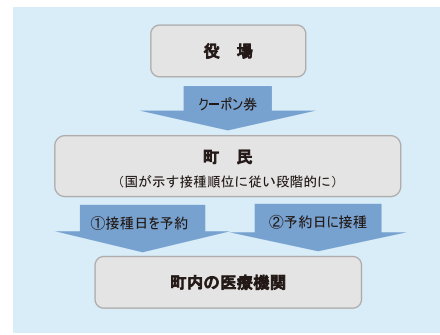 役　場
クーポン券
町　民
(国が示す接種順位に従い段階的に)
①接種日を予約
②予約日に接種
町内の医療機関